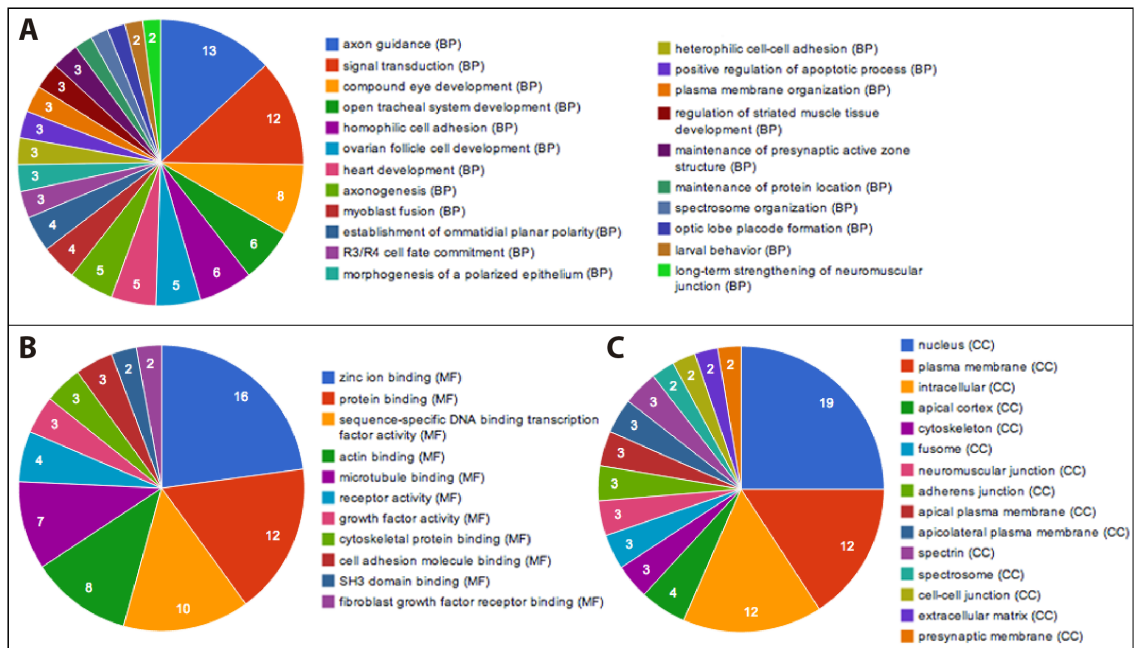 A
13
12
8
6
6
5
5
5
4
4
3
3
3
3
3
3
3
2
2
axon guidance (BP)
signal transduction (BP)
compound eye development (BP)
open tracheal system development (BP)
homophilic cell adhesion (BP)
ovarian follicle cell development (BP)
heart development (BP)
axonogenesis (BP)
myoblast fusion (BP)
establishment of ommatidial planar polarity(BP)
R3/R4 cell fate commitment (BP)
morphogenesis of a polarized epithelium (BP)
heterophilic cell-cell adhesion (BP)
positive regulation of apoptotic process (BP)
plasma membrane organization (BP)
regulation of striated muscle tissue
development (BP)
maintenance of presynaptic active zone
structure (BP)
maintenance of protein location (BP)
spectrosome organization (BP)
optic lobe placode formation (BP)
larval behavior (BP)
long-term strengthening of neuromuscular
junction (BP)
B
16
12
10
8
7
4
3
3
3
2
2
zinc ion binding (MF)
protein binding (MF)
sequence-specific DNA binding transcription
factor activity (MF)
actin binding (MF)
microtubule binding (MF)
receptor activity (MF)
growth factor activity (MF)
cytoskeletal protein binding (MF)
cell adhesion molecule binding (MF)
SH3 domain binding (MF)
fibroblast growth factor receptor binding (MF)
C
19
12
12
4
3
3
3
3
3
3
3
2
2
2
2
nucleus (CC)
plasma membrane (CC)
intracellular (CC)
apical cortex (CC)
cytoskeleton (CC)
fusome (CC)
neuromuscular junction (CC)
adherens junction (CC)
apical plasma membrane (CC)
apicolateral plasma membrane (CC)
spectrin (CC)
spectrosome (CC)
cell-cell junction (CC)
extracellular matrix (CC)
presynaptic membrane (CC)